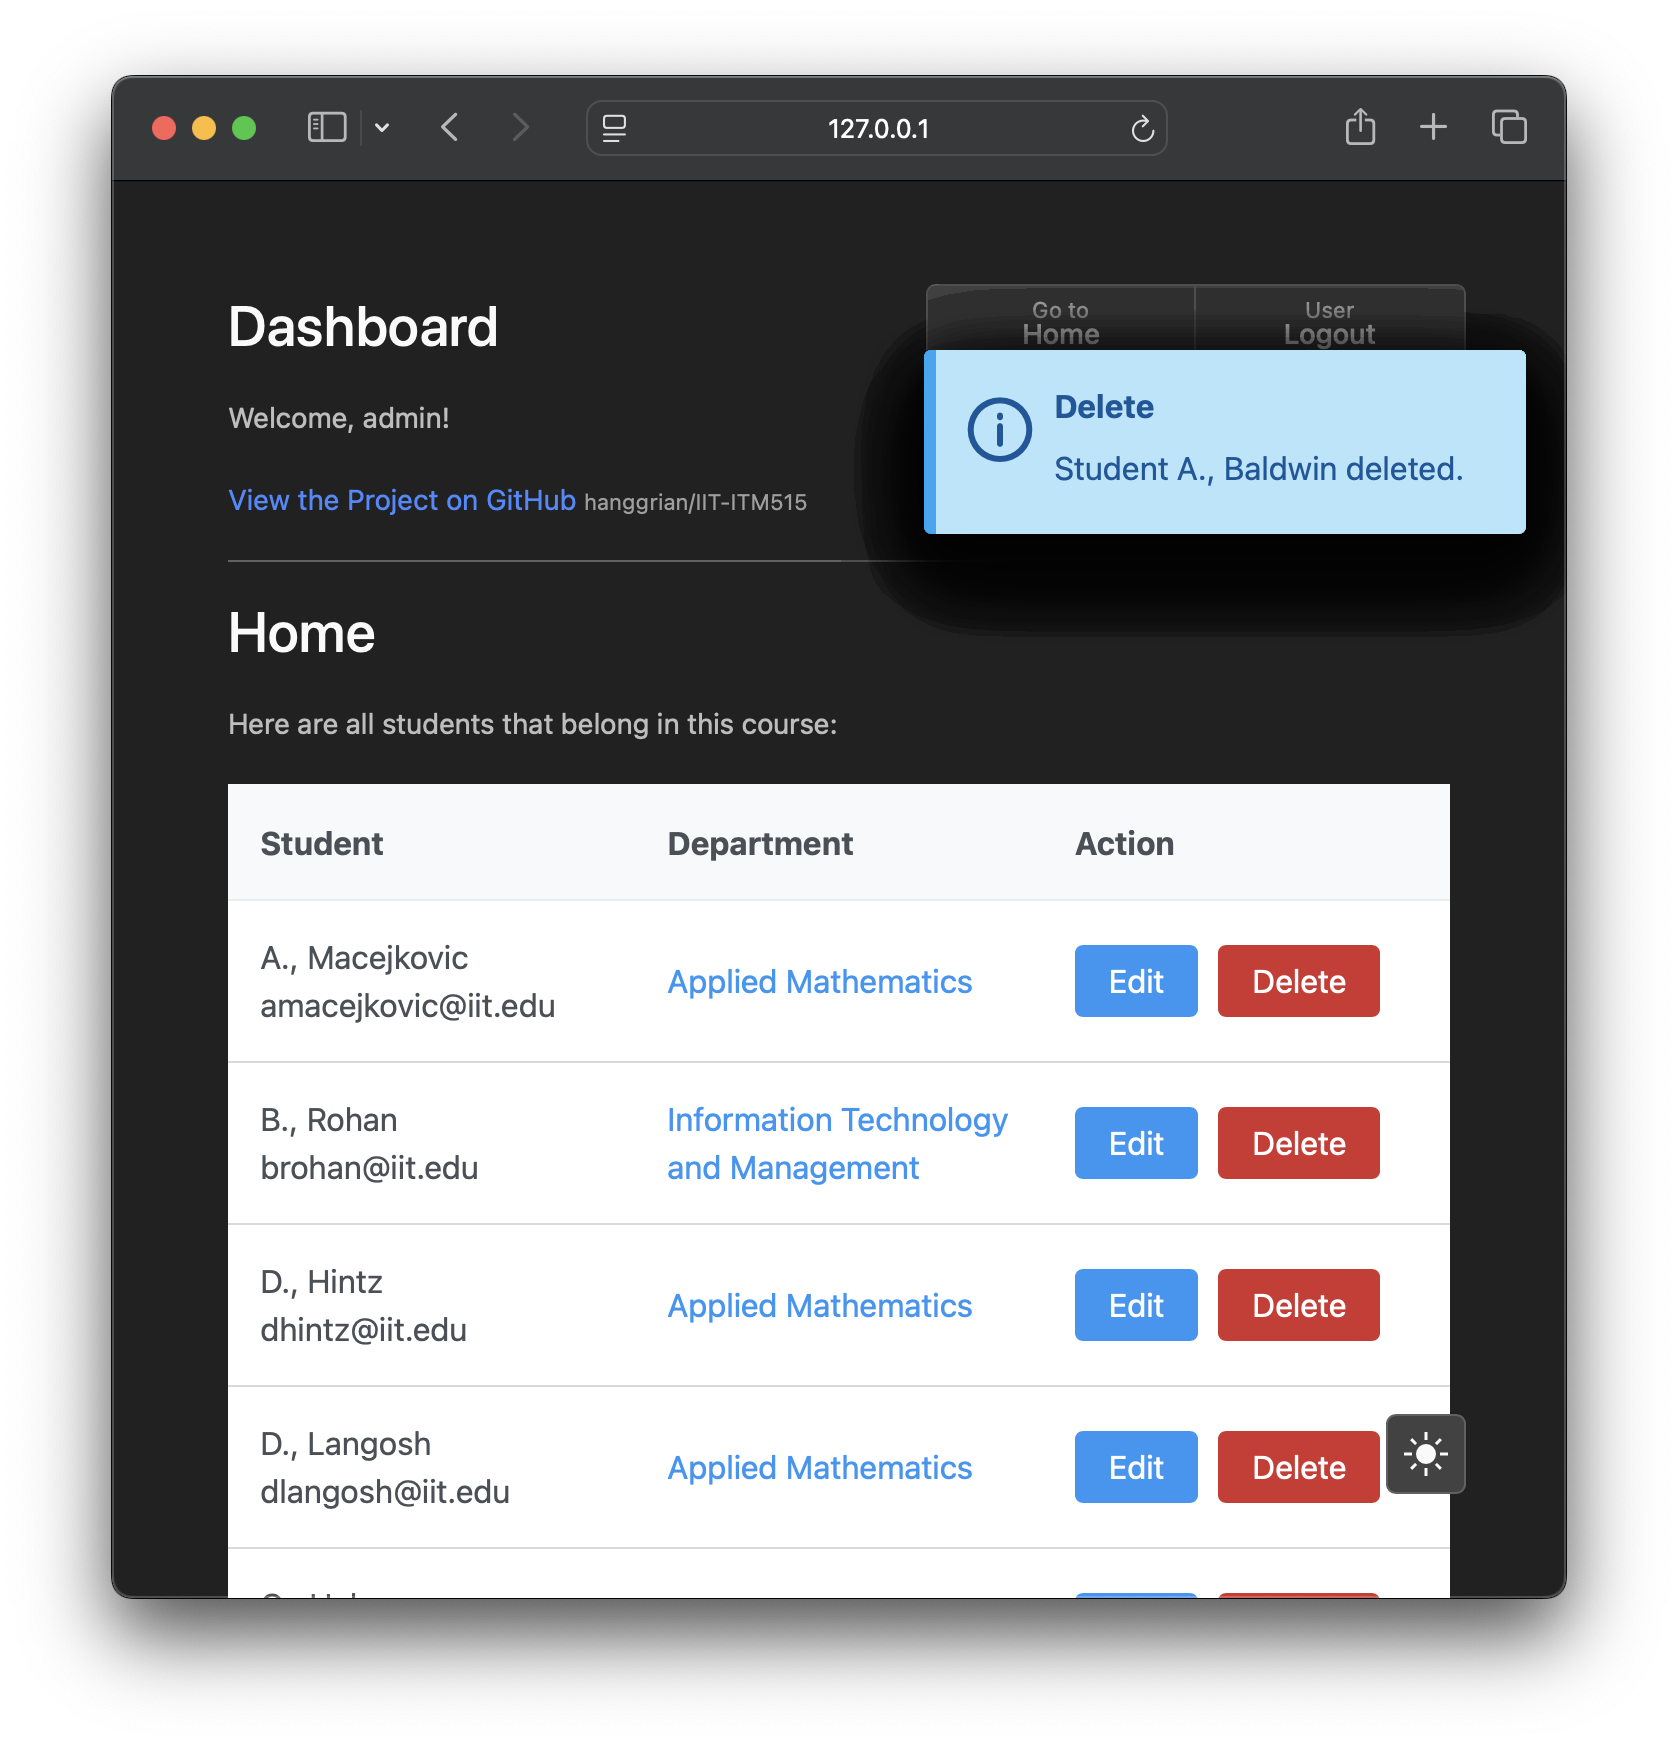 127.0.0.1
Dashboard
Go to
Home
User
Logout
Welcome, admin!
Delete
Student A., Baldwin deleted.
View the Project on GitHub hanggrian/IIT-ITM515
Home
Here are all students that belong in this course:
Student Department Action
A., Macejkovic
amacejkovic@iit.edu
Applied Mathematics
Edit Delete
B., Rohan
brohan@iit.edu
Information Technology
and Management
Edit Delete
D., Hintz
dhintz@iit.edu
Applied Mathematics
Edit Delete
D., Langosh
dlangosh@iit.edu
Applied Mathematics
Edit Delete